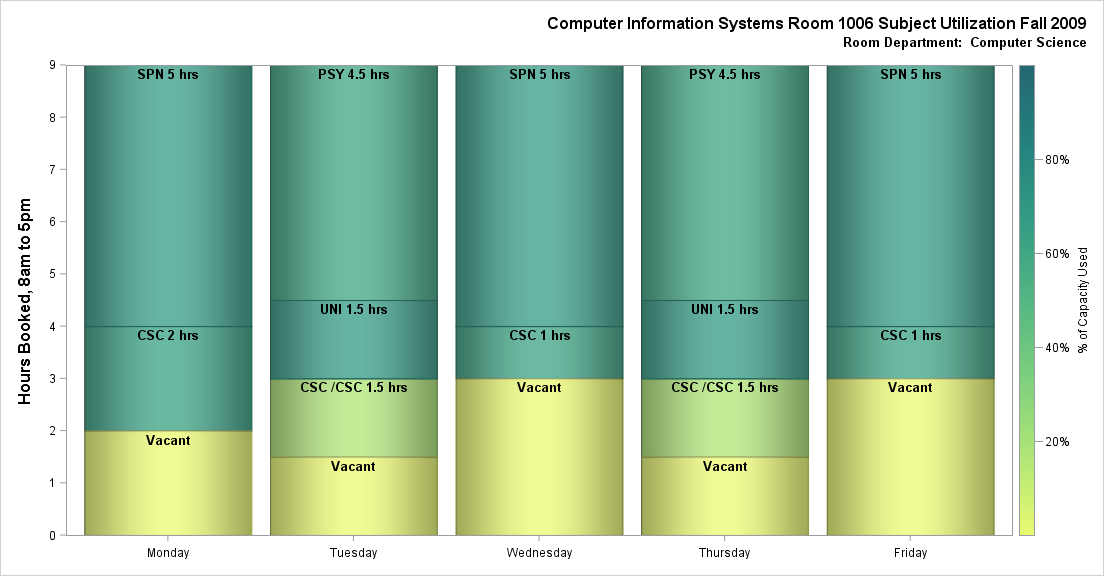 Computer Information Systems Room 1006 Subject Utilization Fall 2009
Room Department:  Computer Science
Hours Booked, 8am to 5pm
9
8
7
6
5
4
3
2
1
0
SPN 5 hrs
CSC 2 hrs
Vacant
PSY 4.5 hrs
UNI 1.5 hrs
CSC /CSC 1.5 hrs
Vacant
SPN 5 hrs
CSC 1 hrs
Vacant
PSY 4.5 hrs
UNI 1.5 hrs
CSC /CSC 1.5 hrs
Vacant
SPN 5 hrs
CSC 1 hrs
Vacant
Monday
Tuesday
Wednesday
Thursday
Friday
80%
60%
40%
20%
% of Capacity Used